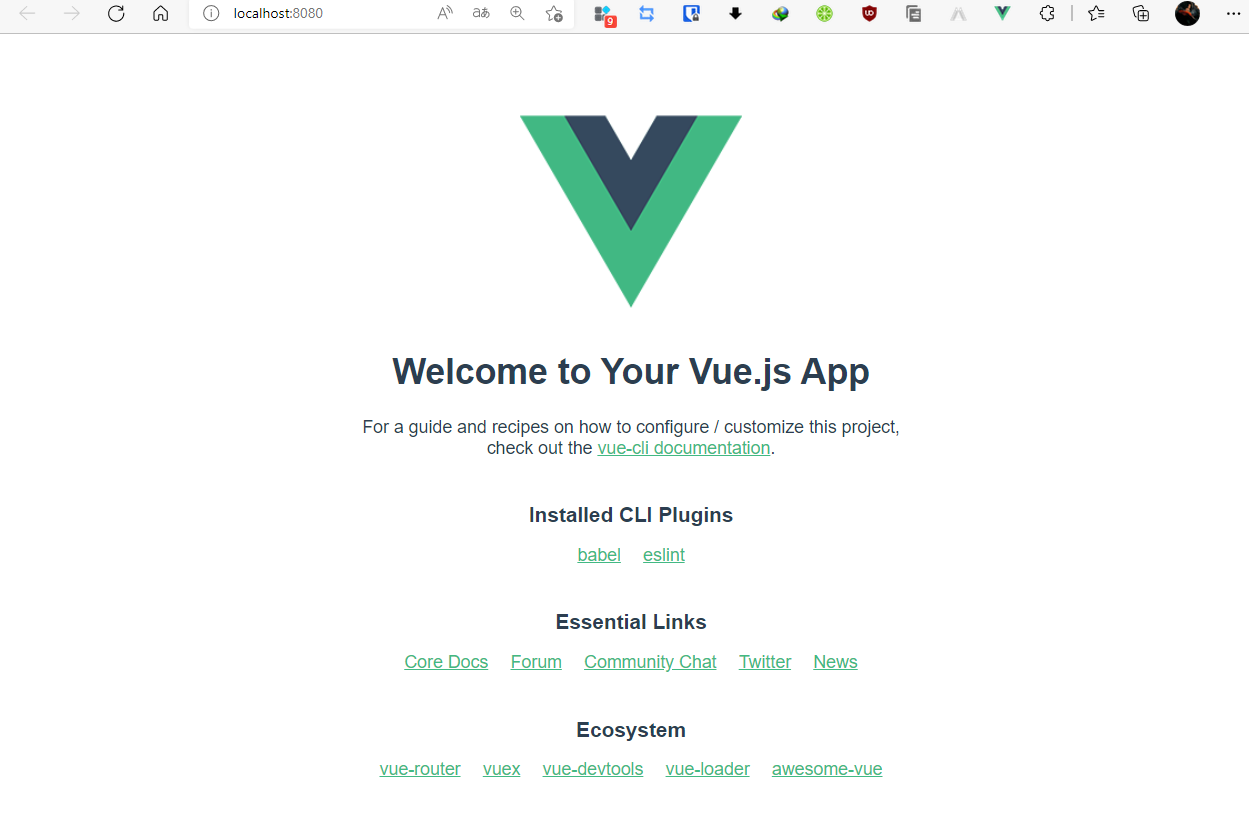 localhost:8080
9
Welcome to Your Vue.js App
For a guide and recipes on how to configure / customize this project,
check out the vue-cli documentation.
Installed CLI Plugins
babel eslint
Essential Links
Core Docs Forum Community Chat Twitter News
Ecosystem
vue-router vuex vue-devtools vue-loader awesome-vue